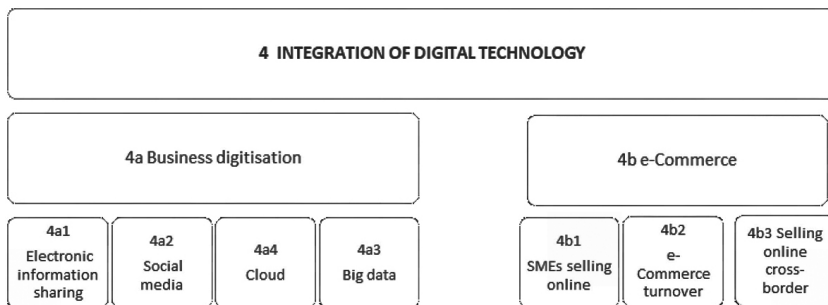 4 INTEGRATION OF DIGITAL TECHNOLOGY
4a Business digitisation
4b e-Commerce
4a1
Electronic
information
sharing
4a2
Social
media
4a4
Cloud
4a3
Big data
4b1
SMEs selling
online
4b2
e-
Commerce
turnover
4b3 Selling
online
cross-
border